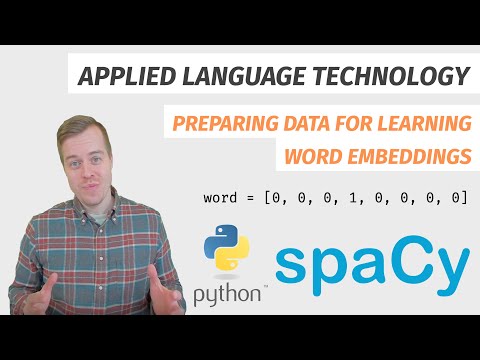 APPLIED LANGUAGE TECHNOLOGY
PREPARING DATA FOR LEARNING
WORD EMBEDDINGS
word = [0, 0, 0, 1, 0, 0, 0, 0]
python™
spaCy